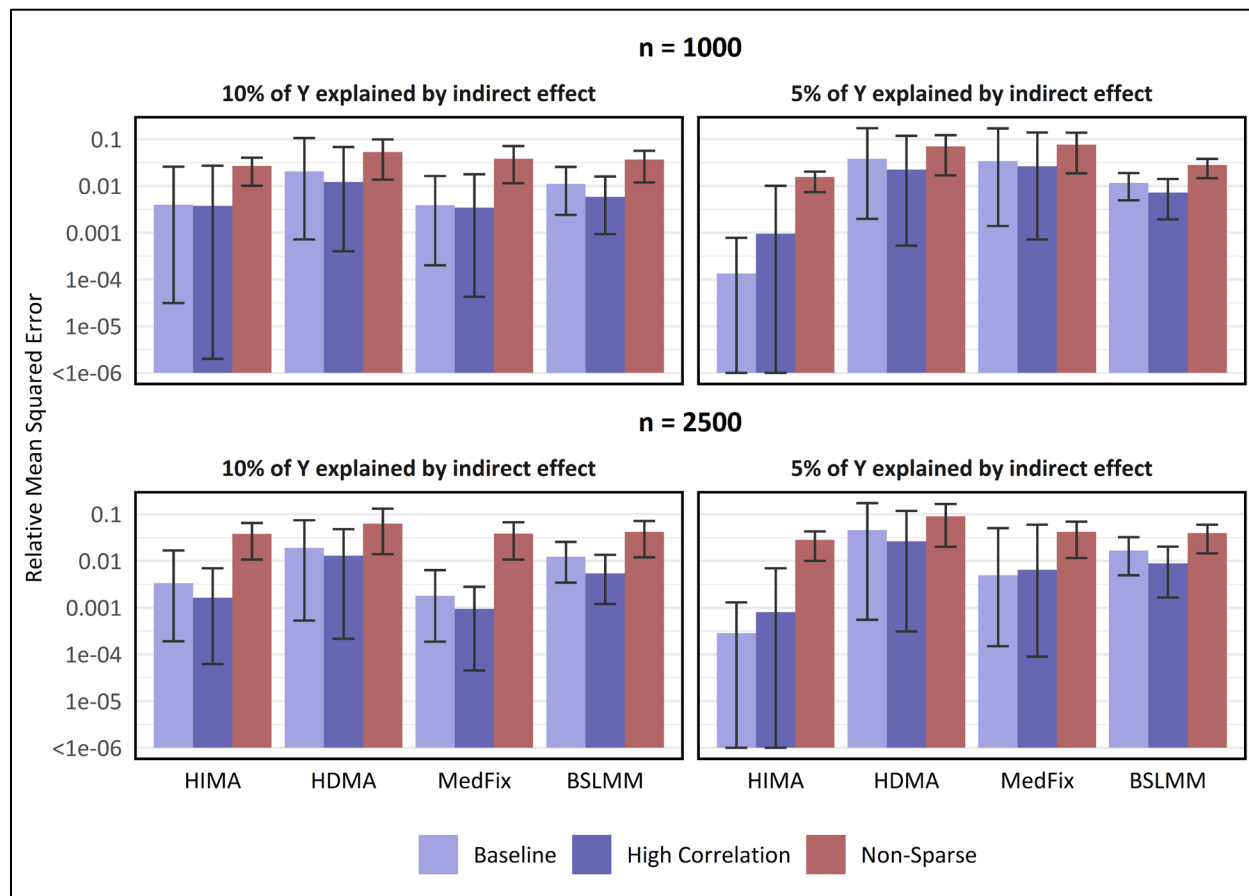 n = 1000
10% of Y explained by indirect effect
5% of Y explained by indirect effect
0.1
0.01
0.001
1e-04
1e-05
<1e-06
Relative Mean Squared Error
n = 2500
10% of Y explained by indirect effect
5% of Y explained by indirect effect
0.1
0.01
0.001
1e-04
1e-05
<1e-06
HIMA HDMA MedFix BSLMM
HIMA HDMA MedFix BSLMM
Baseline High Correlation Non-Sparse